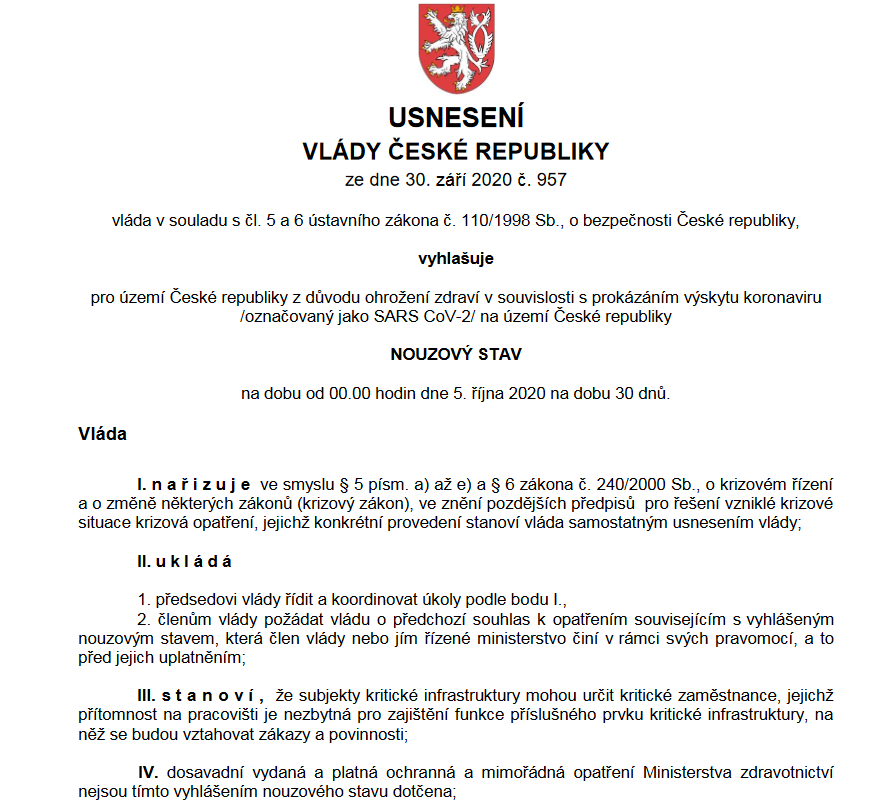 USNESENÍ
VLÁDY ČESKÉ REPUBLIKY
ze dne 30. září 2020 č. 957
vláda v souladu s čl. 5 a 6 ústavního zákona č. 110/1998 Sb., o bezpečnosti České republiky,
vyhlašuje
pro území České republiky z důvodu ohrožení zdraví v souvislosti s prokázáním výskytu koronaviru
/označovaný jako SARS CoV-2/ na území České republiky
NOUZOVÝ STAV
na dobu od 00.00 hodin dne 5. října 2020 na dobu 30 dnů.
Vláda
I. n a ř i z u j e ve smyslu § 5 písm. a) až e) a § 6 zákona č. 240/2000 Sb., o krizovém řízení
a o změně některých zákonů (krizový zákon), ve znění pozdějších předpisů pro řešení vzniklé krizové
situace krizová opatření, jejichž konkrétní provedení stanoví vláda samostatným usnesením vlády;
II. u k l á d á
1. předsedovi vlády řídit a koordinovat úkoly podle bodu I.,
2. členům vlády požádat vládu o předchozí souhlas k opatřením souvisejícím s vyhlášeným
nouzovým stavem, která člen vlády nebo jím řízené ministerstvo činí v rámci svých pravomocí, a to
před jejich uplatněním;
III. s t a n o v í , že subjekty kritické infrastruktury mohou určit kritické zaměstnance, jejichž
přítomnost na pracovišti je nezbytná pro zajištění funkce příslušného prvku kritické infrastruktury, na
něž se budou vztahovat zákazy a povinnosti;
IV. dosavadní vydaná a platná ochranná a mimořádná opatření Ministerstva zdravotnictví
nejsou tímto vyhlášením nouzového stavu dotčena;